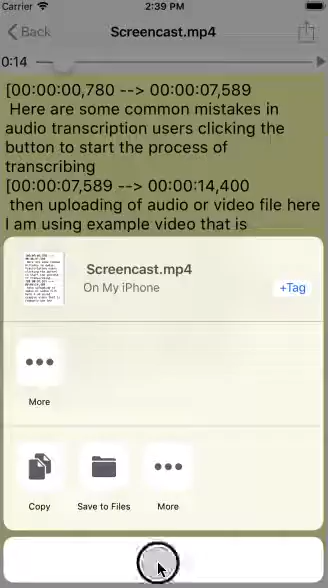 Carrier 2:39 PM
Back Screencast.mp4
0:14
[00:00:00,780 --> 00:00:07,589
Here are some common mistakes in
audio transcription users clicking the
button to start the process of
transcribing
[00:00:07,589 --> 00:00:14,400
then uploading of audio or video file here
I am using example video that is
Screencast.mp4
On My iPhone
+Tag
More
Copy Save to Files More